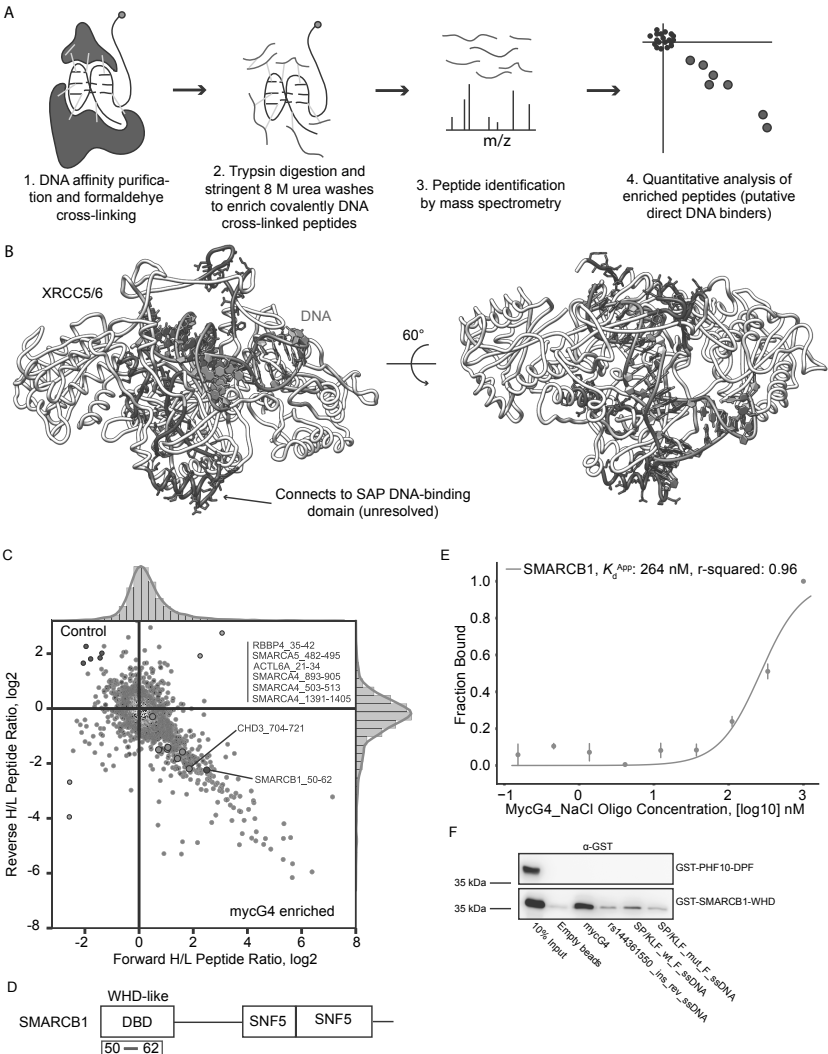 A
m/z
1. DNA affinity purifica-
tion and formaldehye
cross-linking
2. Trypsin digestion and
stringent 8 M urea washes
to enrich covalently DNA
cross-linked peptides
3. Peptide identification
by mass spectrometry
4. Quantitative analysis of
enriched peptides (putative
direct DNA binders)
B
XRCC5/6
DNA
60°
Connects to SAP DNA-binding
domain (unresolved)
C
Control
RBBP4_35-42
SMARCA5_482-495
ACTL6A_21-34
SMARCA4_893-905
SMARCA4_503-513
SMARCA4_1391-1405
CHD3_704-721
SMARCB1_50-62
mycG4 enriched
2
0
-2
-4
-6
-8
Reverse H/L Peptide Ratio, log2
-2
0
2
4
6
8
Forward H/L Peptide Ratio, log2
D
WHD-like
SMARCB1
DBD
SNF5
SNF5
50
62
E
SMARCB1, KdApp: 264 nM, r-squared: 0.96
1.0
0.8
0.6
0.4
0.2
0.0
Fraction Bound
−1
0
1
2
3
MycG4_NaCl Oligo Concentration, [log10] nM
F
α-GST
GST-PHF10-DPF
35 kDa
GST-SMARCB1-WHD
35 kDa
10% Input
Empty beads
mycG4
rs144361550_ins_rev_ssDNA
SP/KLF_wt_F_ssDNA
SP/KLF_mut_F_ssDNA